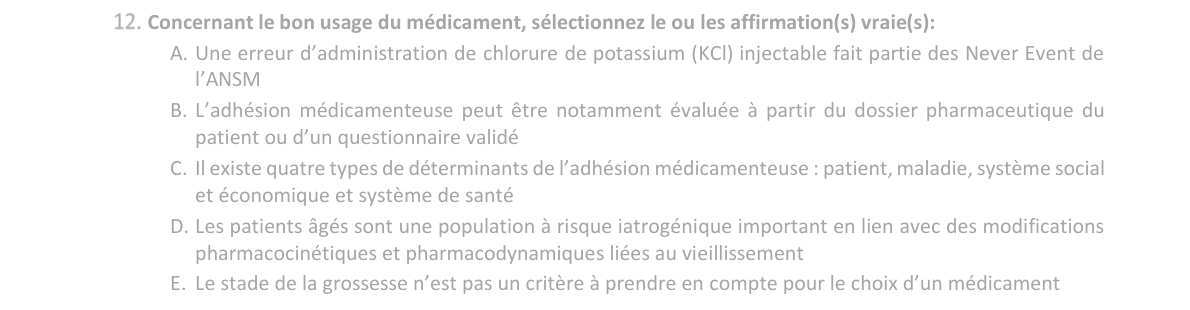 12. Concernant le bon usage du médicament, sélectionnez le ou les affirmation(s) vraie(s):
A. Une erreur d’administration de chlorure de potassium (KCl) injectable fait partie des Never Event de
l’ANSM
B. L’adhésion médicamenteuse peut être notamment évaluée à partir du dossier pharmaceutique du
patient ou d’un questionnaire validé
C. Il existe quatre types de déterminants de l’adhésion médicamenteuse : patient, maladie, système social
et économique et système de santé
D. Les patients âgés sont une population à risque iatrogénique important en lien avec des modifications
pharmacocinétiques et pharmacodynamiques liées au vieillissement
E. Le stade de la grossesse n’est pas un critère à prendre en compte pour le choix d’un médicament